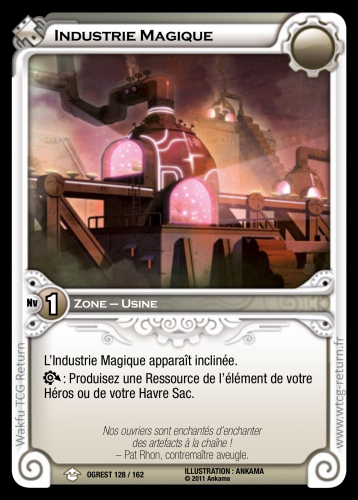 Industrie Magique
Nv 1 Zone – Usine
L'Industrie Magique apparaît inclinée.
: Produisez une Ressource de l'élément de votre
Héros ou de votre Havre Sac.
Nos ouvriers sont enchantés d'enchanter
des artefacts à la chaîne !
– Pat Rhon, contremaître aveugle.
OGREST 128 / 162
ILLUSTRATION : ANKAMA
© 2011 Ankama
Wakfu TCG Return
www.wtcg-return.fr